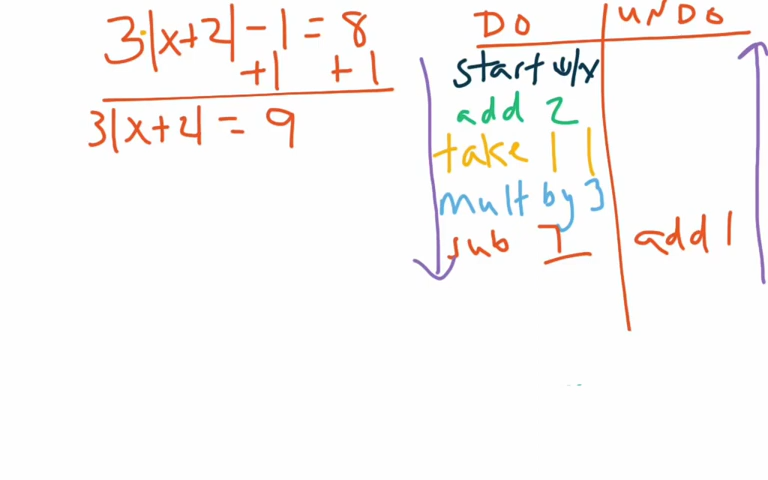 3·|x+2| - 1 = 8
+1 +1
3|x+2| = 9
DO UNDO
start w/x
add 2
take | |
mult by 3
sub 1 add 1